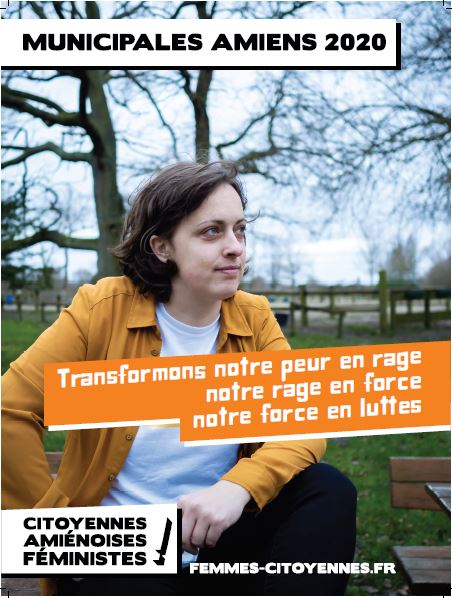 MUNICIPALES AMIENS 2020
Transformons notre peur en rage
notre rage en force
notre force en luttes
CITOYENNES
AMIÉNOISES
FÉMINISTES !
FEMMES-CITOYENNES.FR